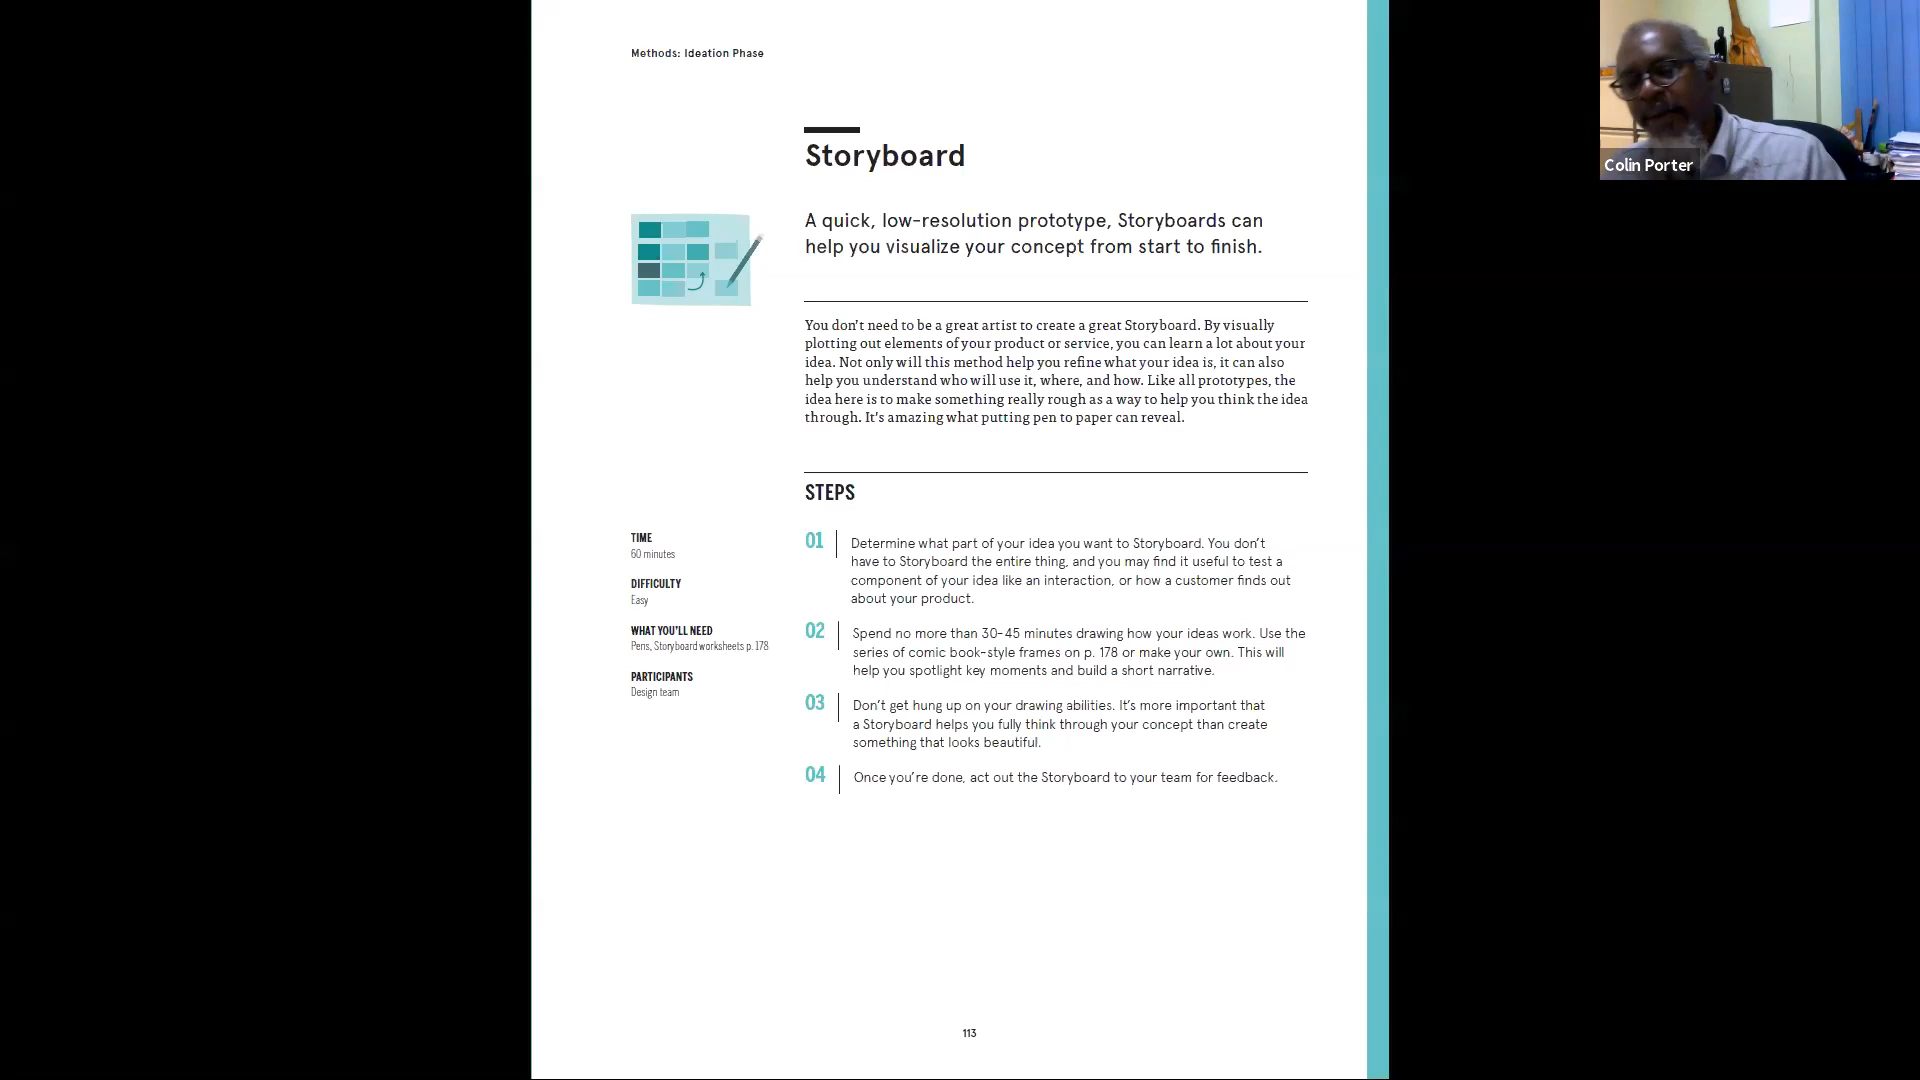 Methods: Ideation Phase
Storyboard
A quick, low-resolution prototype, Storyboards can
help you visualize your concept from start to finish.
You don't need to be a great artist to create a great Storyboard. By visually
plotting out elements of your product or service, you can learn a lot about your
idea. Not only will this method help you refine what your idea is, it can also
help you understand who will use it, where, and how. Like all prototypes, the
idea here is to make something really rough as a way to help you think the idea
through. It's amazing what putting pen to paper can reveal.
STEPS
TIME
60 minutes
DIFFICULTY
Easy
WHAT YOU'LL NEED
Pens, Storyboard worksheets p. 178
PARTICIPANTS
Design team
01 Determine what part of your idea you want to Storyboard. You don't
have to Storyboard the entire thing, and you may find it useful to test a
component of your idea like an interaction, or how a customer finds out
about your product.
02 Spend no more than 30-45 minutes drawing how your ideas work. Use the
series of comic book-style frames on p. 178 or make your own. This will
help you spotlight key moments and build a short narrative.
03 Don't get hung up on your drawing abilities. It's more important that
a Storyboard helps you fully think through your concept than create
something that looks beautiful.
04 Once you're done, act out the Storyboard to your team for feedback.
113
Colin Porter